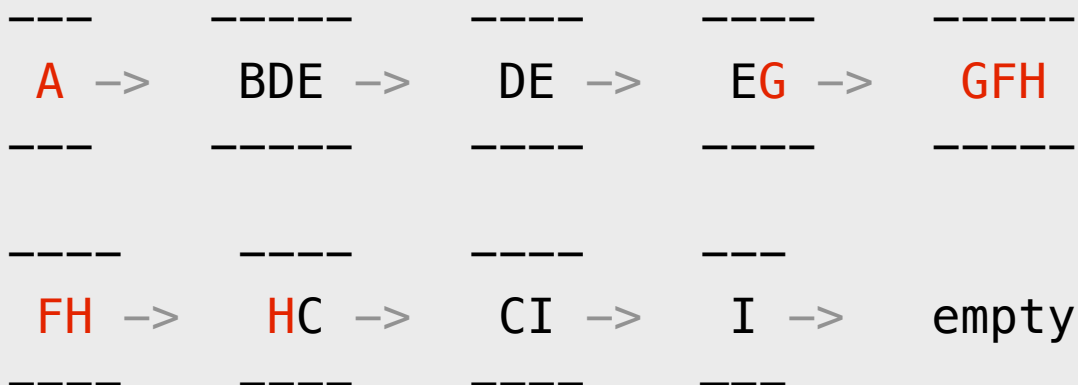 --- ----- ---- ---- -----
A -> BDE -> DE -> EG -> GFH
--- ----- ---- ---- -----
---- ---- ---- ---
FH -> HC -> CI -> I -> empty
---- ---- ---- ---